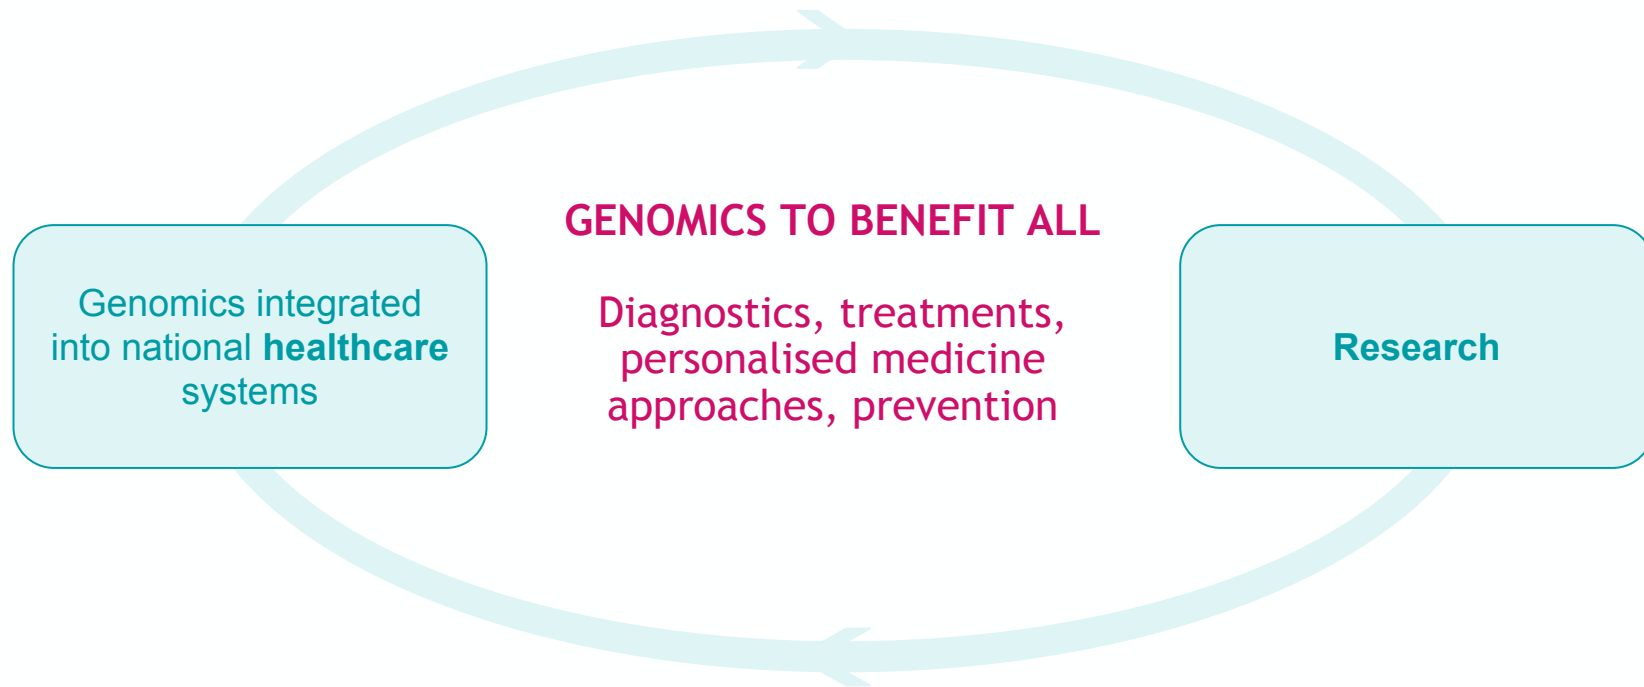 GENOMICS TO BENEFIT ALL
Genomics integrated
into national healthcare
systems
Diagnostics, treatments,
personalised medicine
approaches, prevention
Research